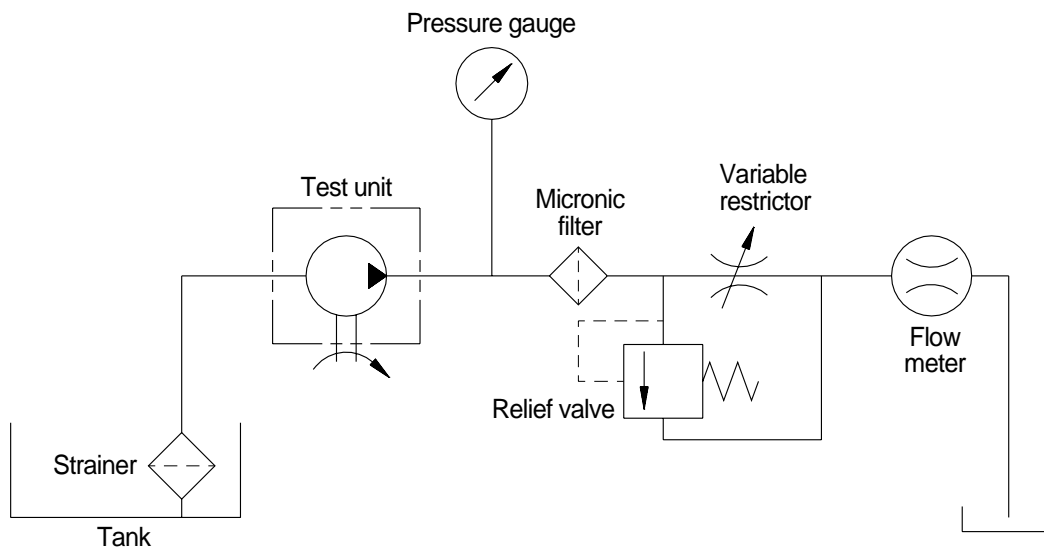 Pressure gauge
Test unit
Micronic
filter
Variable
restrictor
Flow
meter
Relief valve
Strainer
Tank